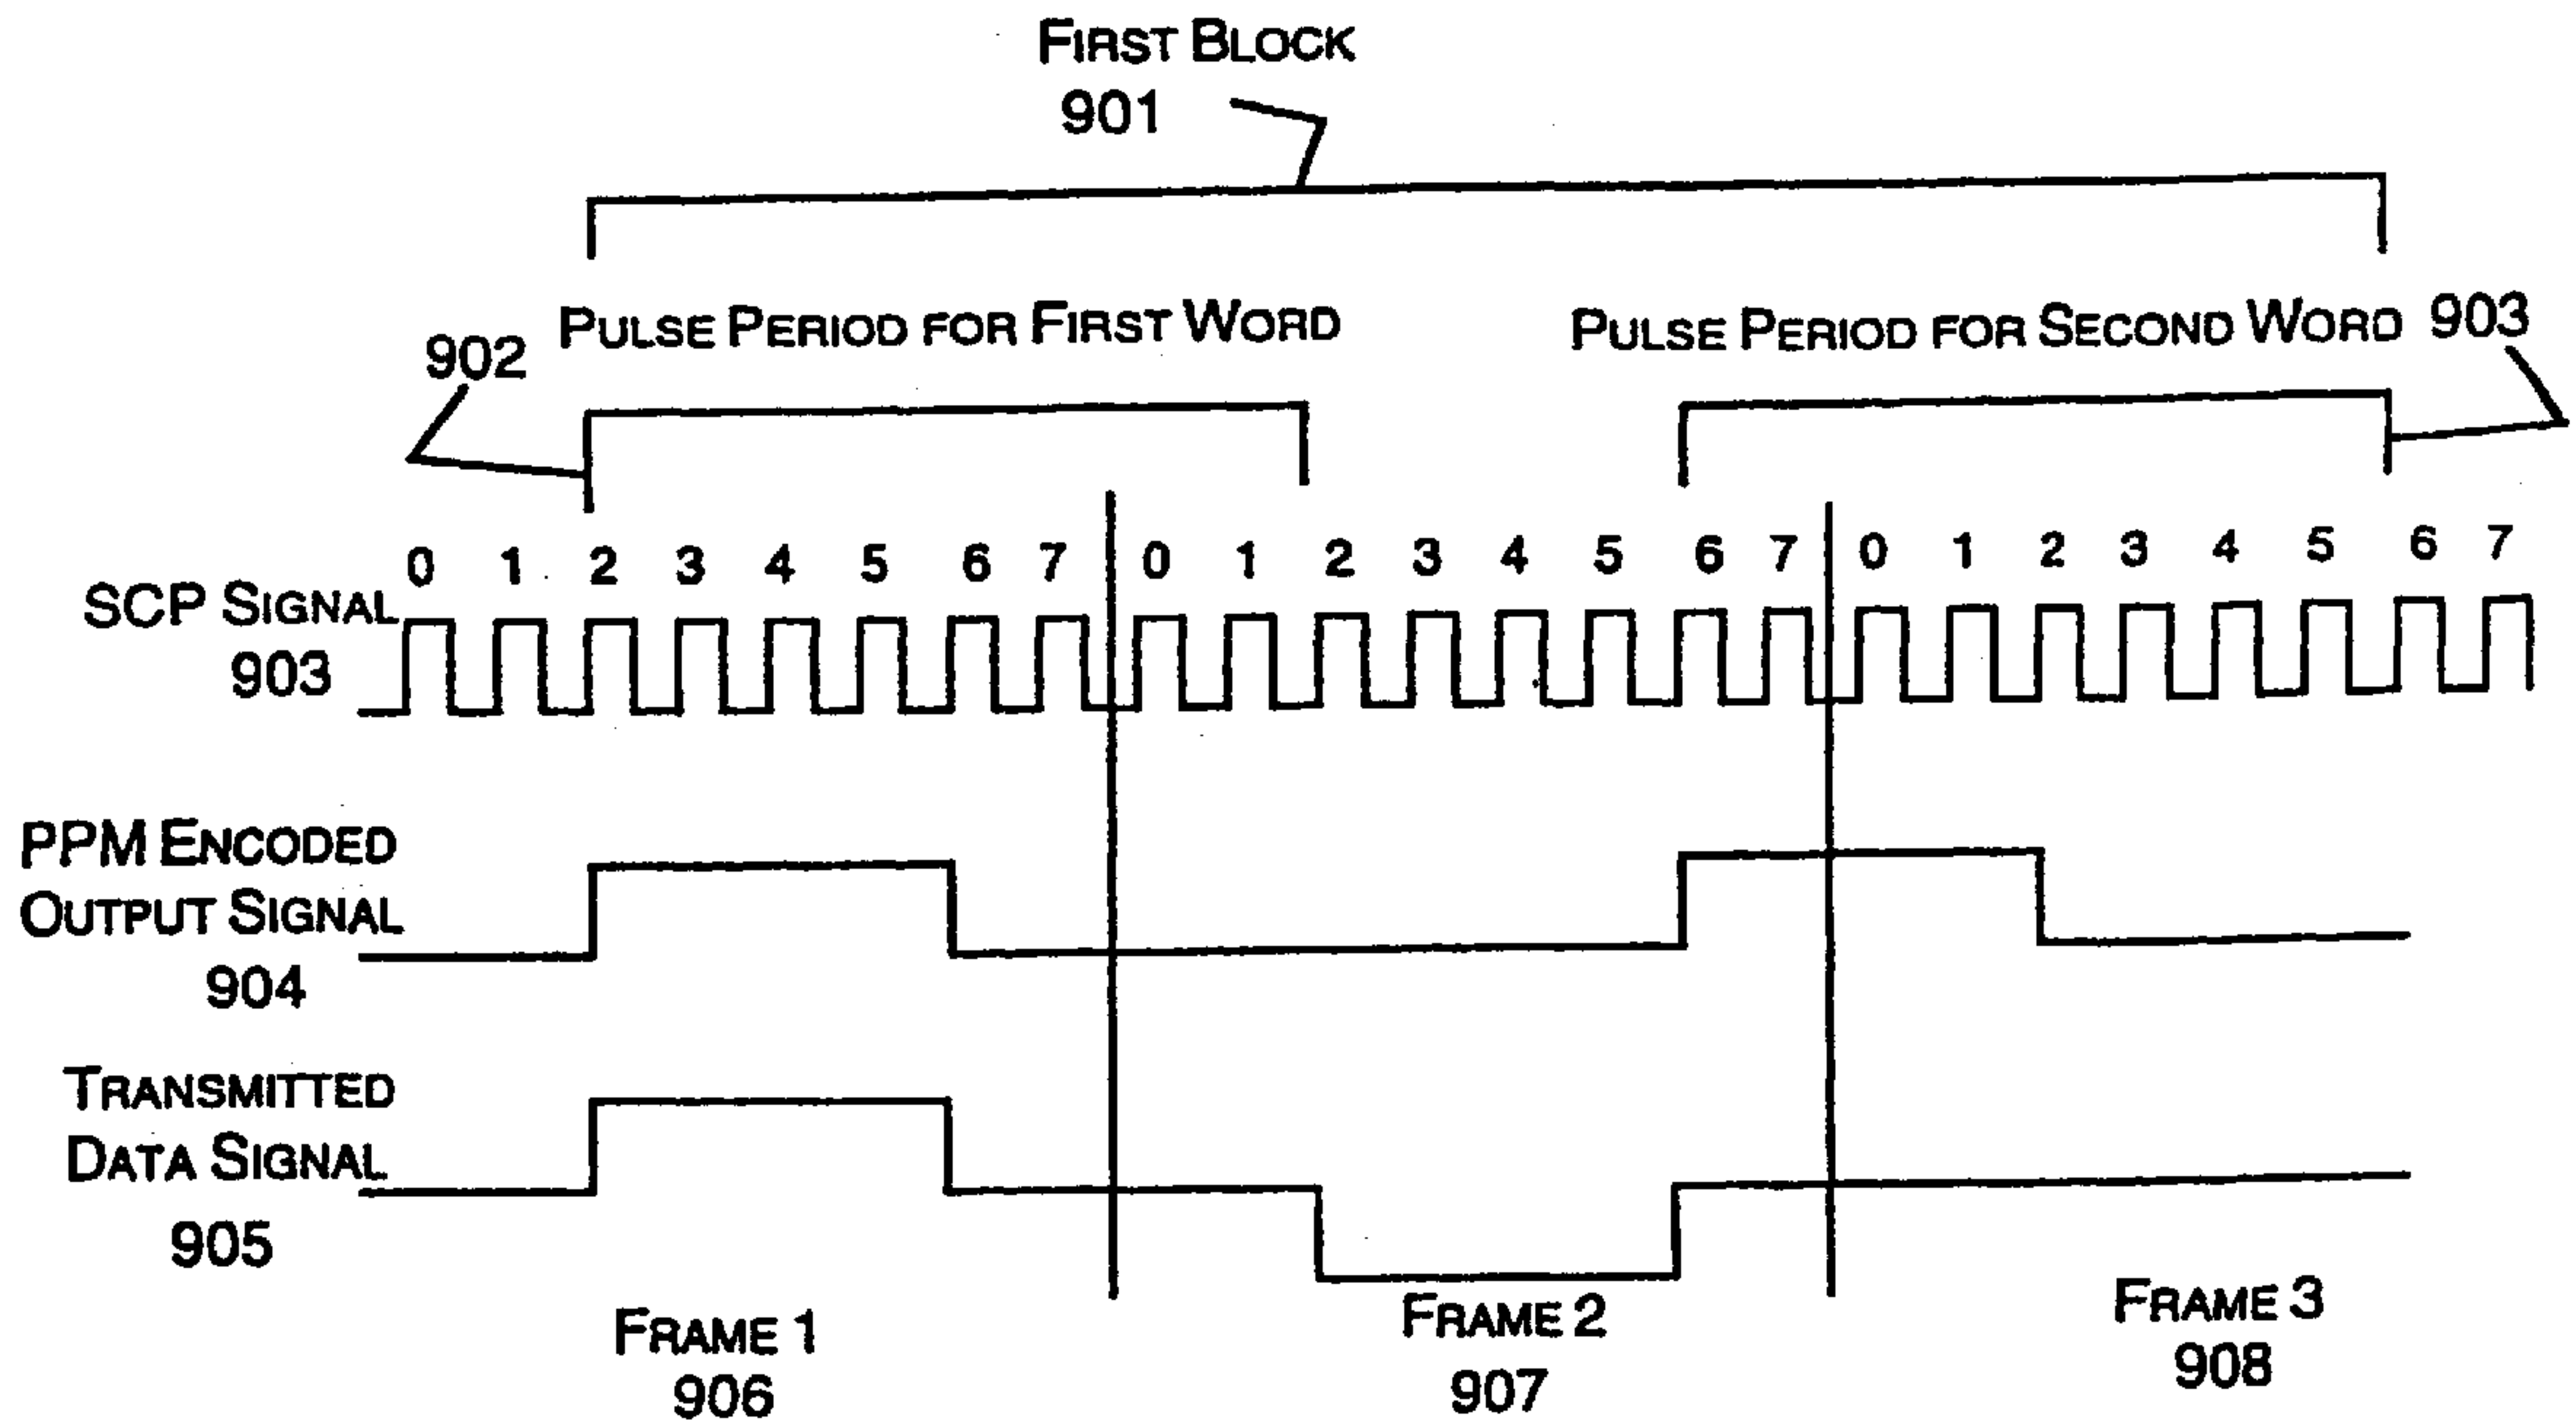 FIRST BLOCK
901
902
PULSE PERIOD FOR FIRST WORD
PULSE PERIOD FOR SECOND WORD 903
0 1 2 3 4 5 6 7 0 1 2 3 4 5 6 7 0 1 2 3 4 5 6 7
SCP SIGNAL
903
PPM ENCODED
OUTPUT SIGNAL
904
TRANSMITTED
DATA SIGNAL
905
FRAME 1
906
FRAME 2
907
FRAME 3
908